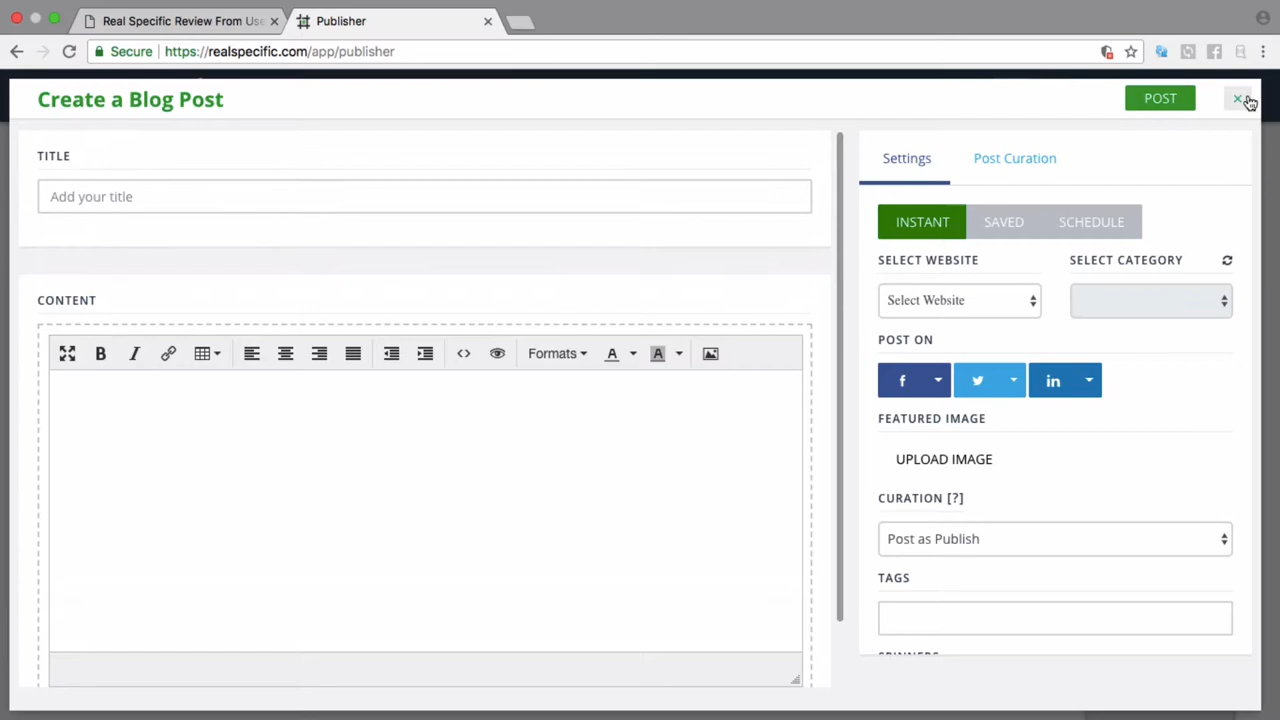 Real Specific Review From Use
Publisher
Secure https://realspecific.com/app/publisher
Create a Blog Post
POST
TITLE
Add your title
CONTENT
B I Formats A A
Settings Post Curation
INSTANT SAVED SCHEDULE
SELECT WEBSITE SELECT CATEGORY
Select Website
POST ON
f in
FEATURED IMAGE
UPLOAD IMAGE
CURATION [?]
Post as Publish
TAGS
SPINNERS